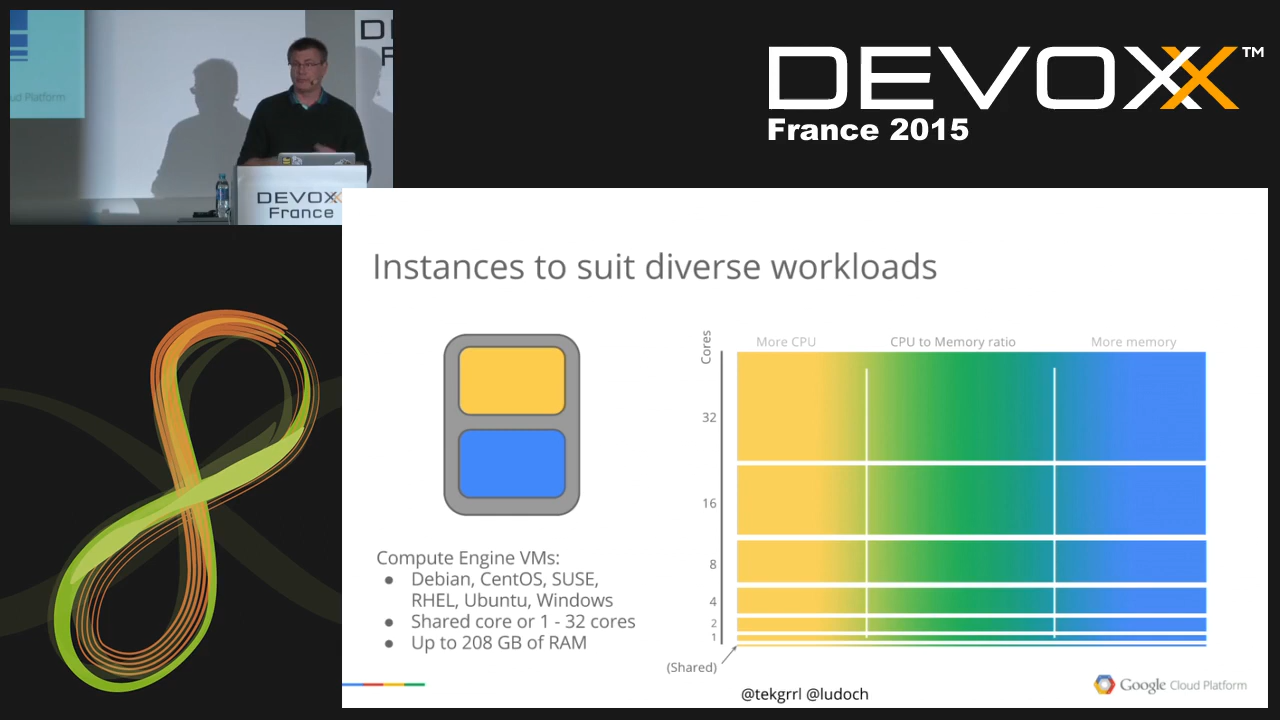 DEVOXX™
France 2015
ud Platform
DEVOXX
France
Instances to suit diverse workloads
Cores
More CPU
CPU to Memory ratio
More memory
32
16
8
4
2
1
(Shared)
Compute Engine VMs:
● Debian, CentOS, SUSE,
RHEL, Ubuntu, Windows
● Shared core or 1 - 32 cores
● Up to 208 GB of RAM
@tekgrrl @ludoch
Google Cloud Platform